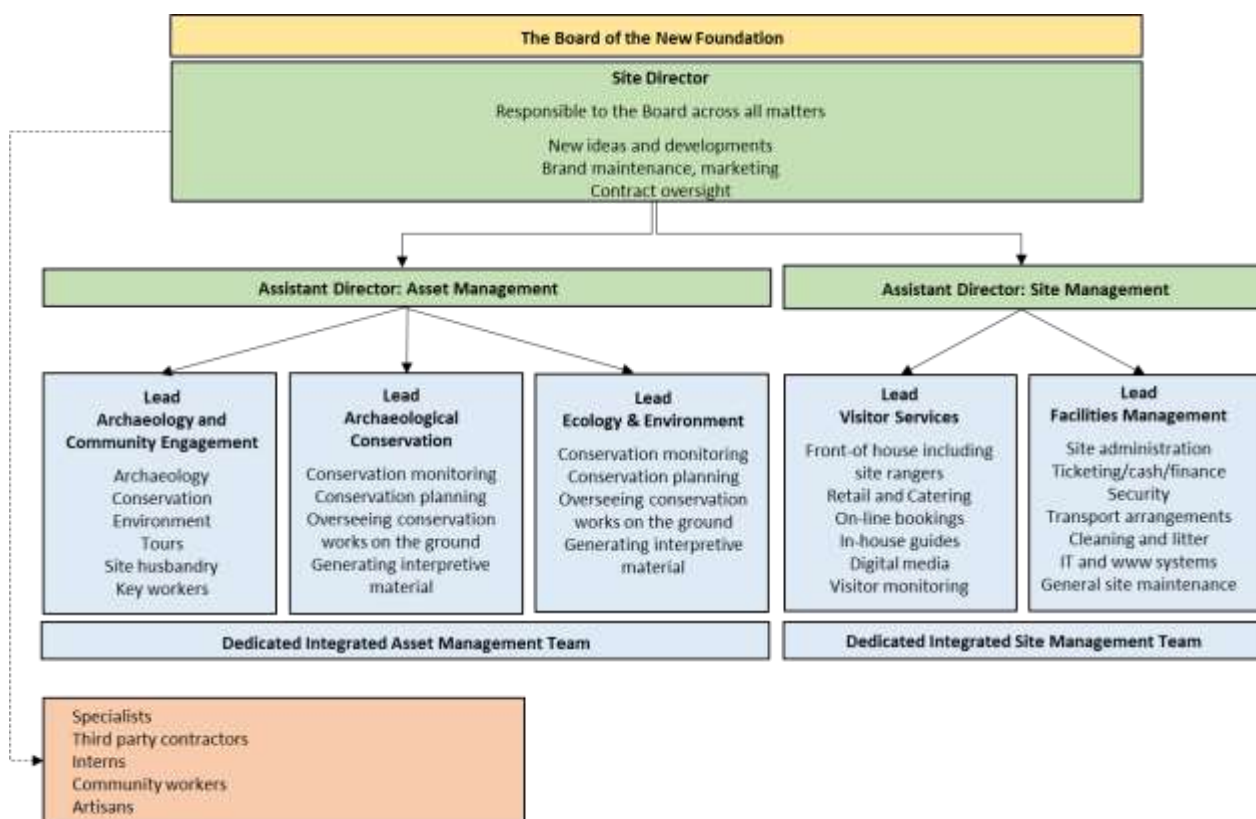 The Board of the New Foundation
Site Director
Responsible to the Board across all matters
New ideas and developments
Brand maintenance, marketing
Contract oversight
Assistant Director: Asset Management
Assistant Director: Site Management
Lead
Archaeology and
Community Engagement
Archaeology
Conservation
Environment
Tours
Site husbandry
Key workers
Lead
Archaeological
Conservation
Conservation monitoring
Conservation planning
Overseeing conservation
works on the ground
Generating interpretive
material
Lead
Ecology & Environment
Conservation monitoring
Conservation planning
Overseeing conservation
works on the ground
Generating interpretive
material
Lead
Visitor Services
Front-of house including
site rangers
Retail and Catering
On-line bookings
In-house guides
Digital media
Visitor monitoring
Lead
Facilities Management
Site administration
Ticketing/cash/finance
Security
Transport arrangements
Cleaning and litter
IT and www systems
General site maintenance
Dedicated Integrated Asset Management Team
Dedicated Integrated Site Management Team
Specialists
Third party contractors
Interns
Community workers
Artisans